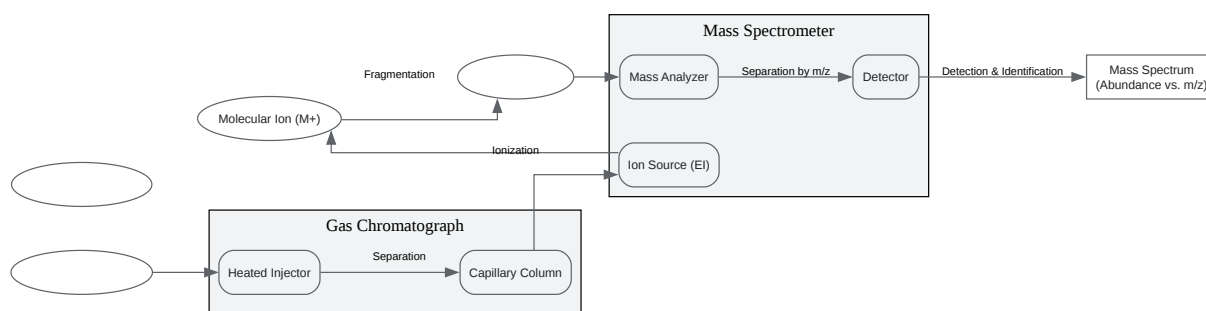 Mass Spectrometer
Fragmentation
Mass Analyzer
Separation by m/z
Detector
Detection & Identification
Mass Spectrum
(Abundance vs. m/z)
Molecular Ion (M+)
Ionization
Ion Source (EI)
Gas Chromatograph
Heated Injector
Separation
Capillary Column